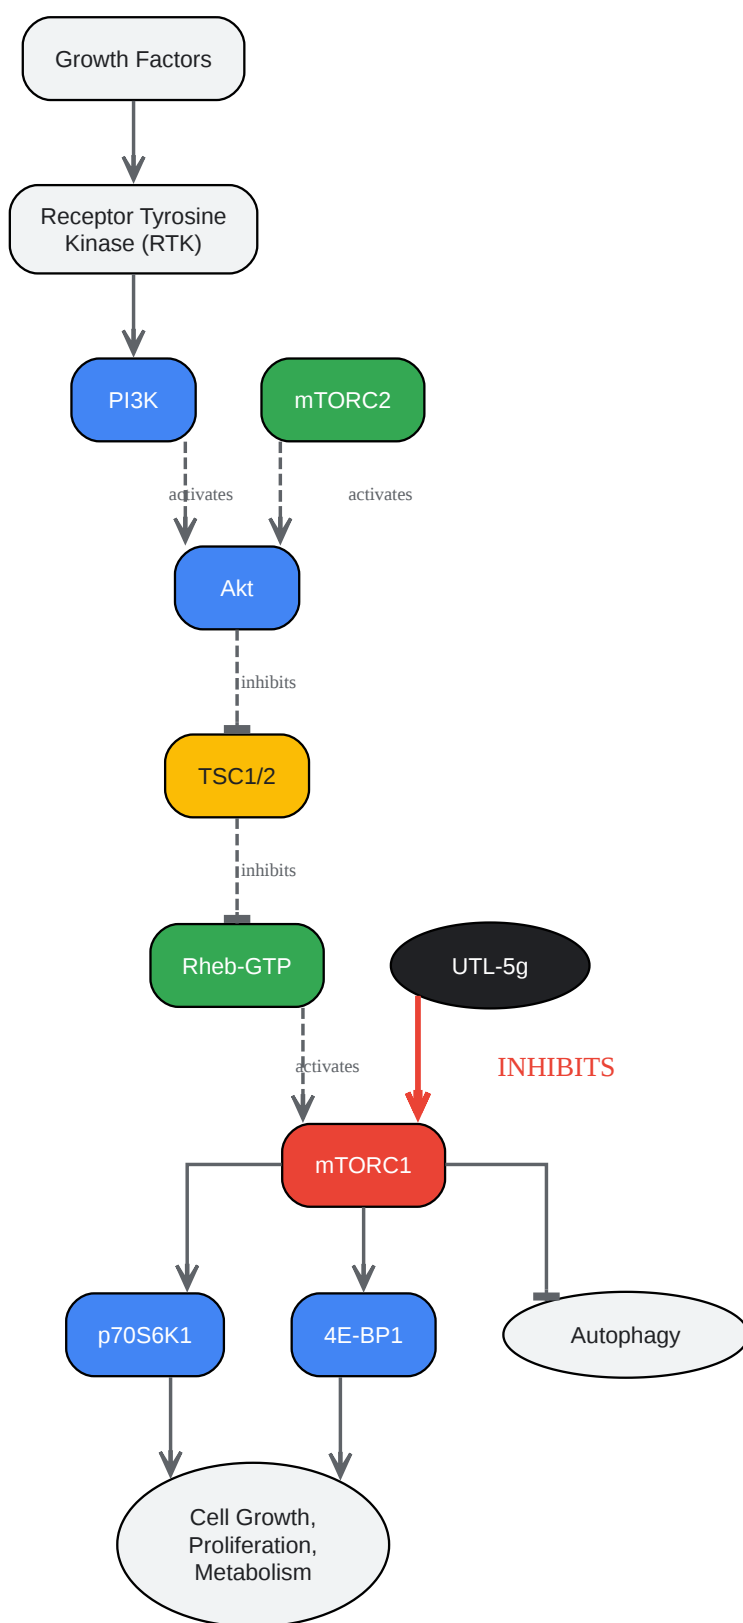 Growth Factors
Receptor Tyrosine
Kinase (RTK)
PI3K
mTORC2
activates
activates
Akt
inhibits
TSC1/2
inhibits
Rheb-GTP
UTL-5g
activates
INHIBITS
mTORC1
p70S6K1
4E-BP1
Autophagy
Cell Growth,
Proliferation,
Metabolism